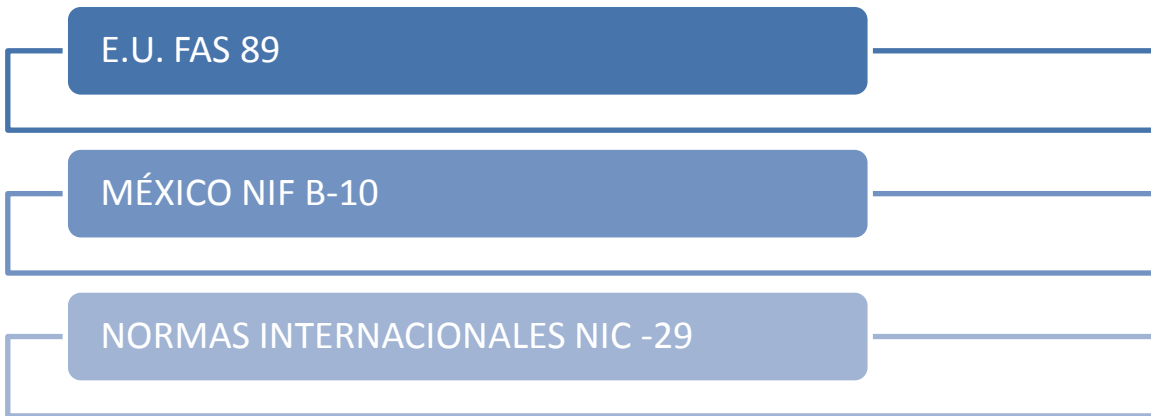 E.U. FAS 89
MÉXICO NIF B-10
NORMAS INTERNACIONALES NIC -29